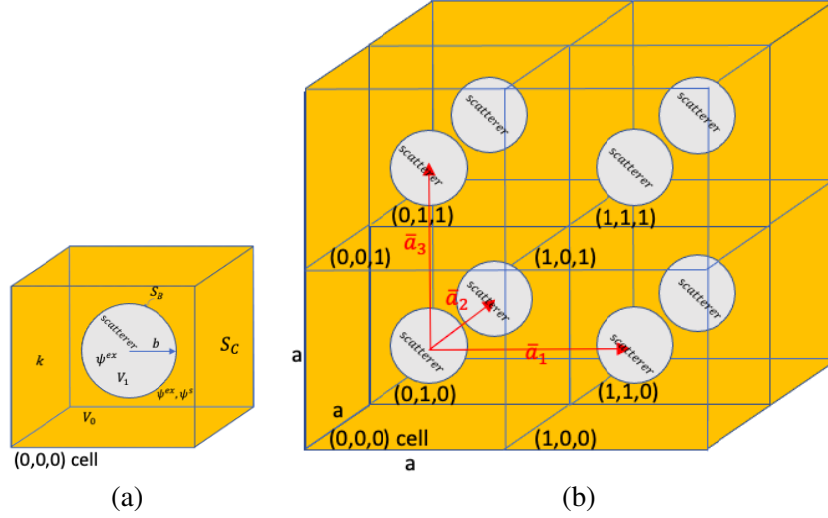 scatterer
S_B
b
ψ^ex
V_1
k
S_C
ψ^ex, ψ^s
V_0
(0,0,0) cell
(a)
scatterer
scatterer
scatterer
scatterer
(0,1,1)
(1,1,1)
ā_3
(0,0,1)
(1,0,1)
scatterer
scatterer
ā_2
scatterer
scatterer
ā_1
a
(0,1,0)
(1,1,0)
a
(0,0,0) cell
(1,0,0)
a
(b)